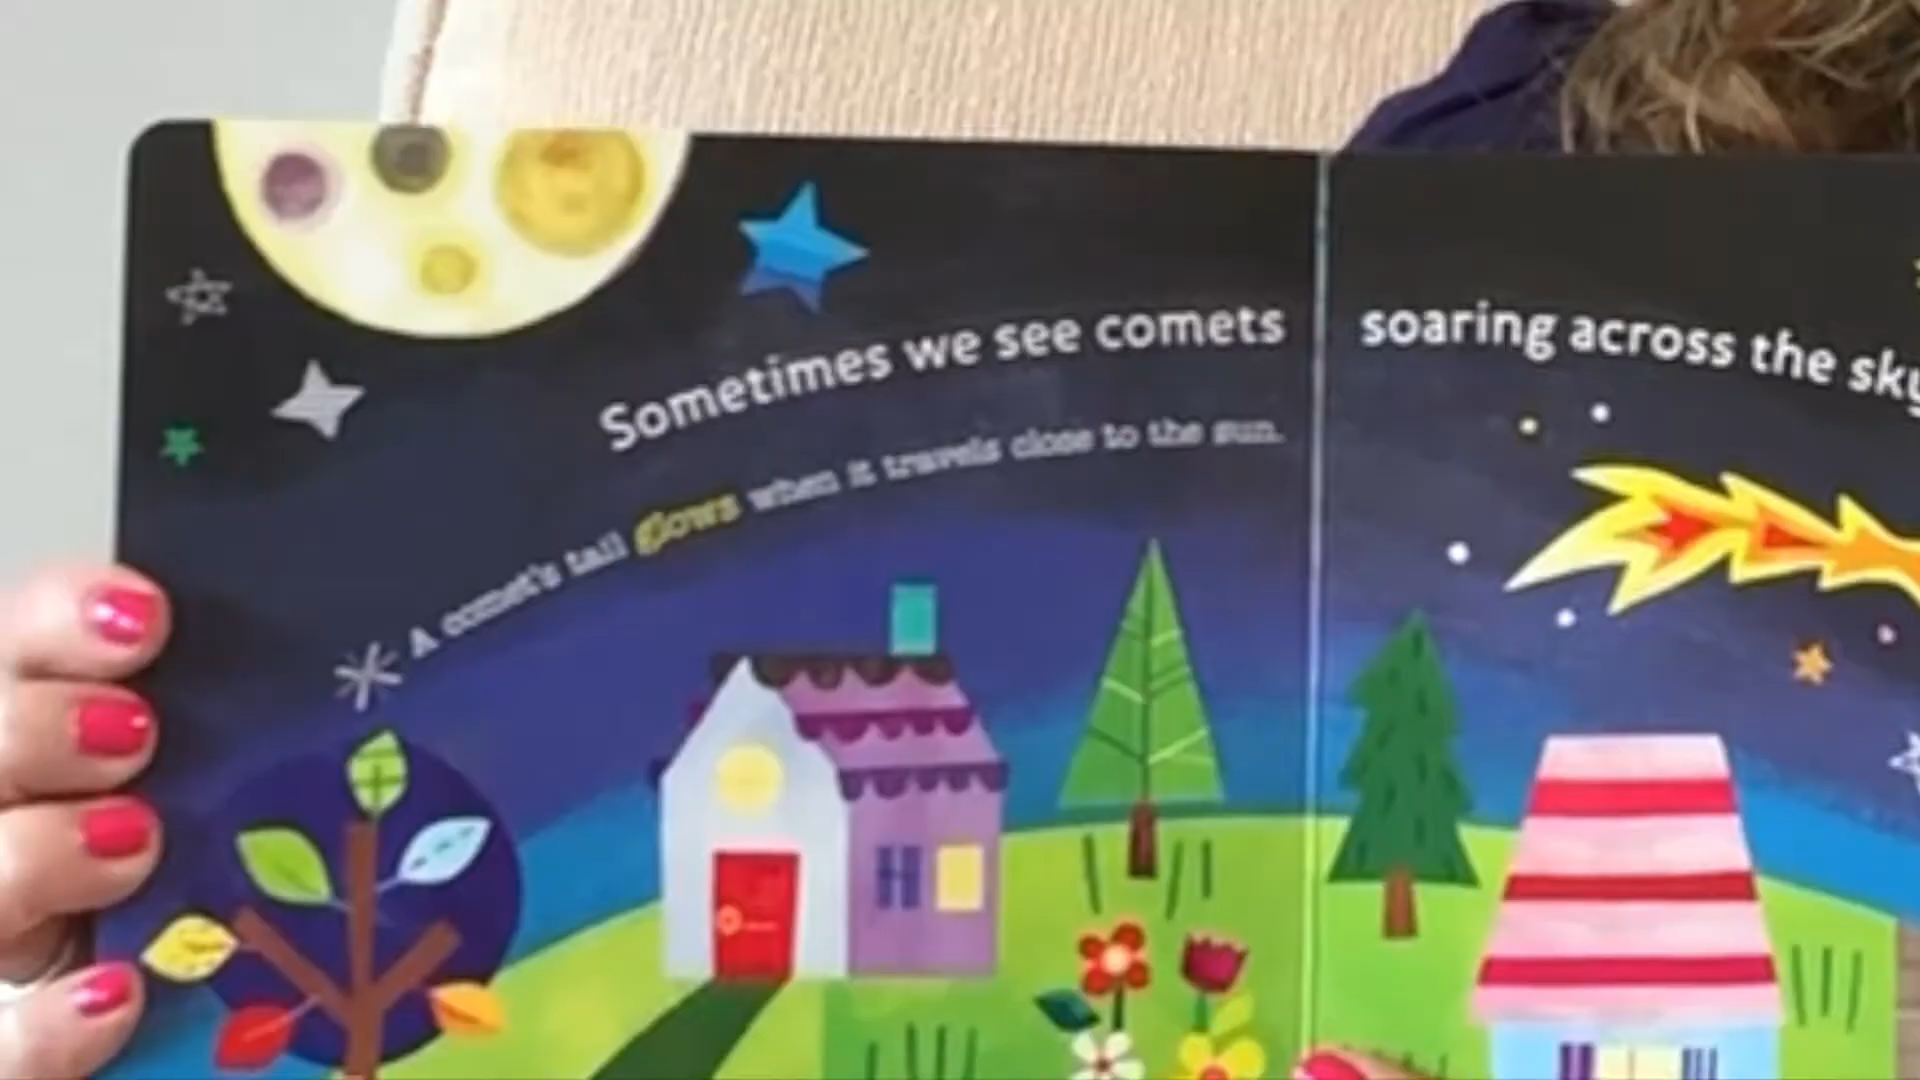 Sometimes we see comets soaring across the sky
A comet's tail glows when it travels close to the sun.